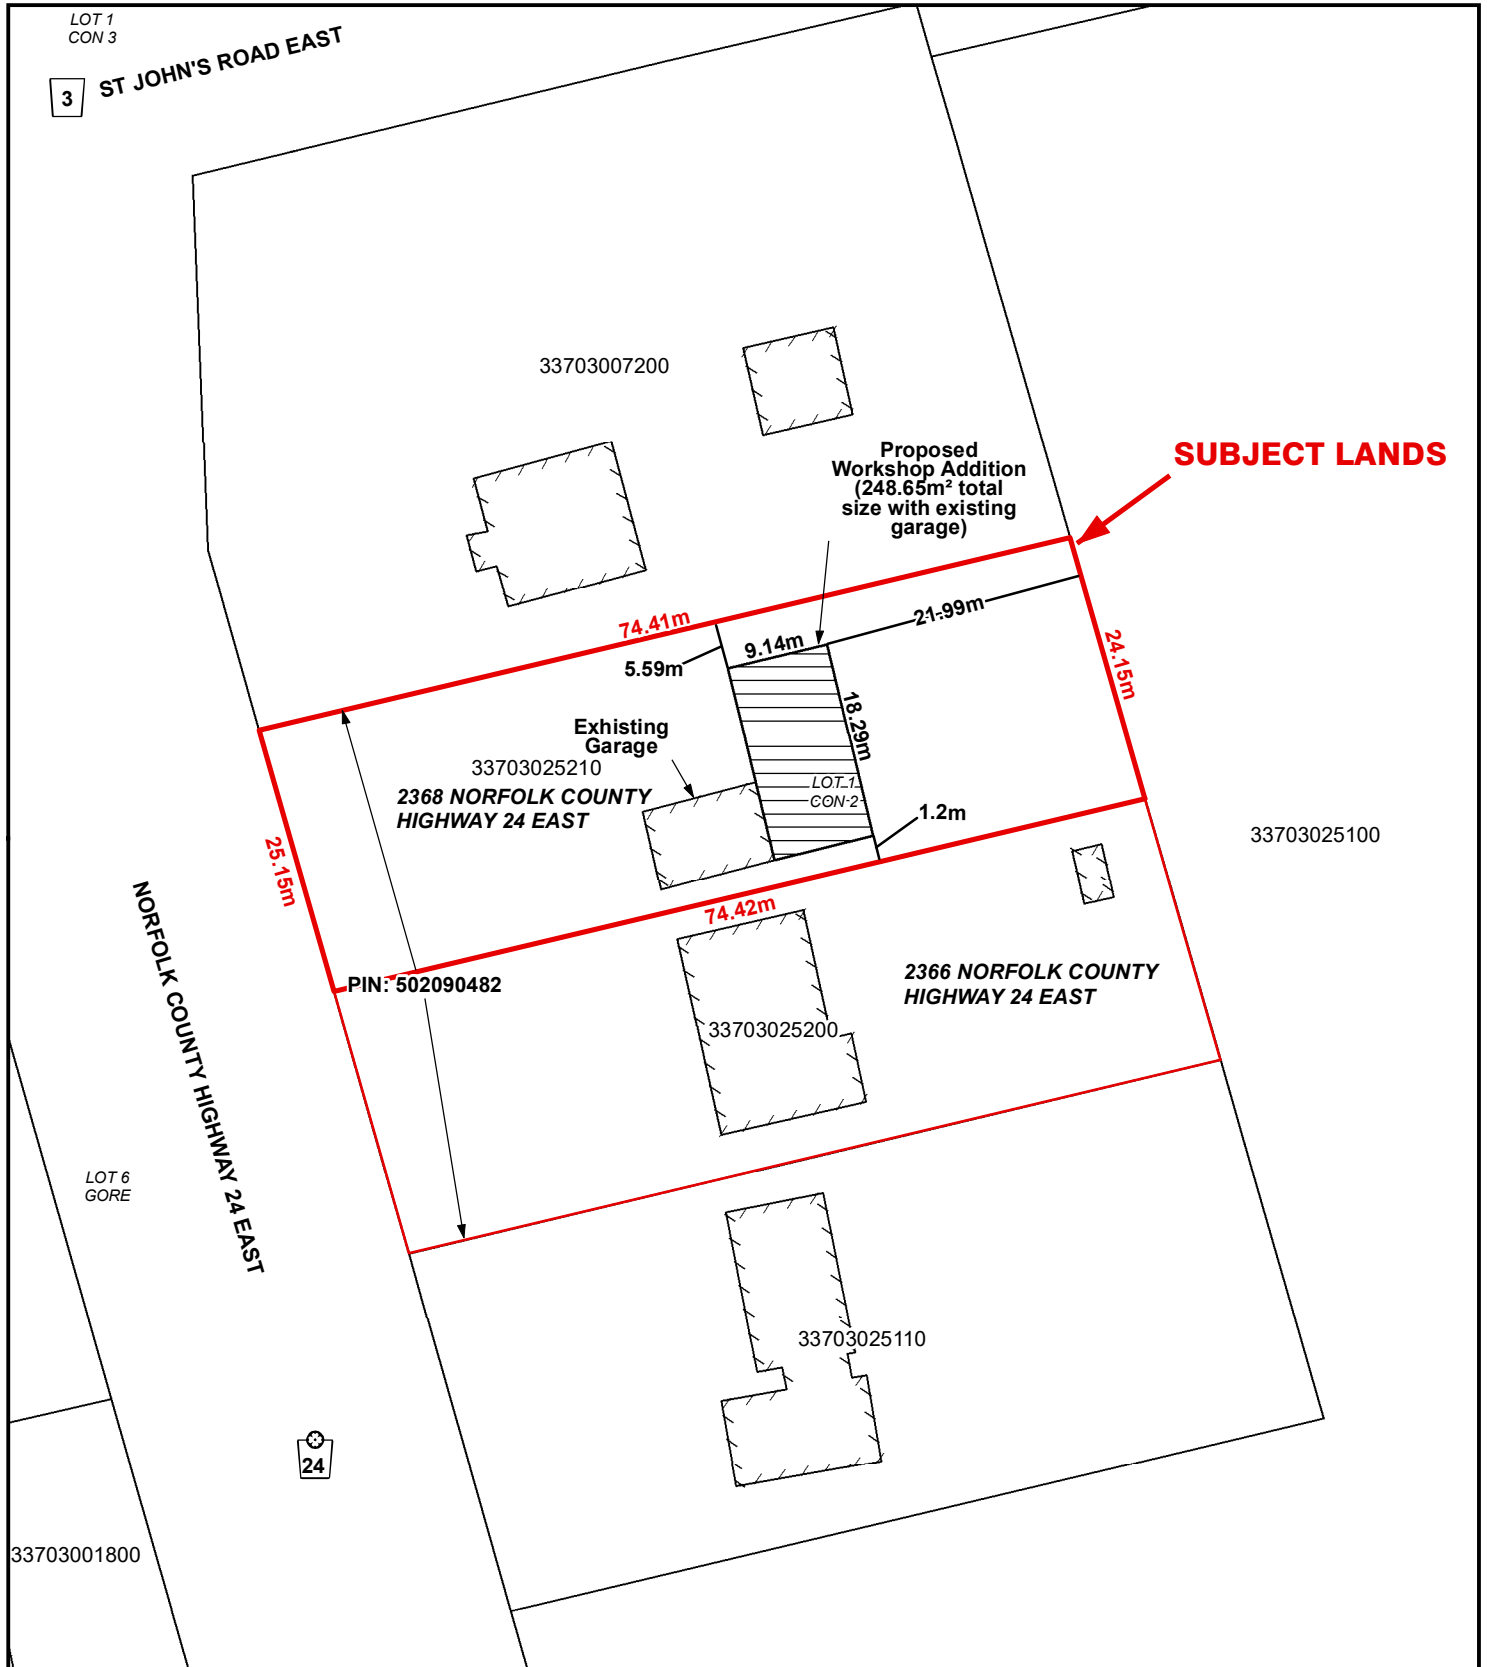 LOT 1
CON 3
3
ST JOHN'S ROAD EAST
33703007200
Proposed
Workshop Addition
(248.65m² total
size with existing
garage)
SUBJECT LANDS
74.41m
21.99m
9.14m
5.59m
24.15m
18.29m
Exhisting
Garage
33703025210
2368 NORFOLK COUNTY
HIGHWAY 24 EAST
LOT 1
CON 2
1.2m
33703025100
25.15m
74.42m
NORFOLK COUNTY HIGHWAY 24 EAST
PIN: 502090482
2366 NORFOLK COUNTY
HIGHWAY 24 EAST
33703025200
LOT 6
GORE
33703025110
24
33703001800